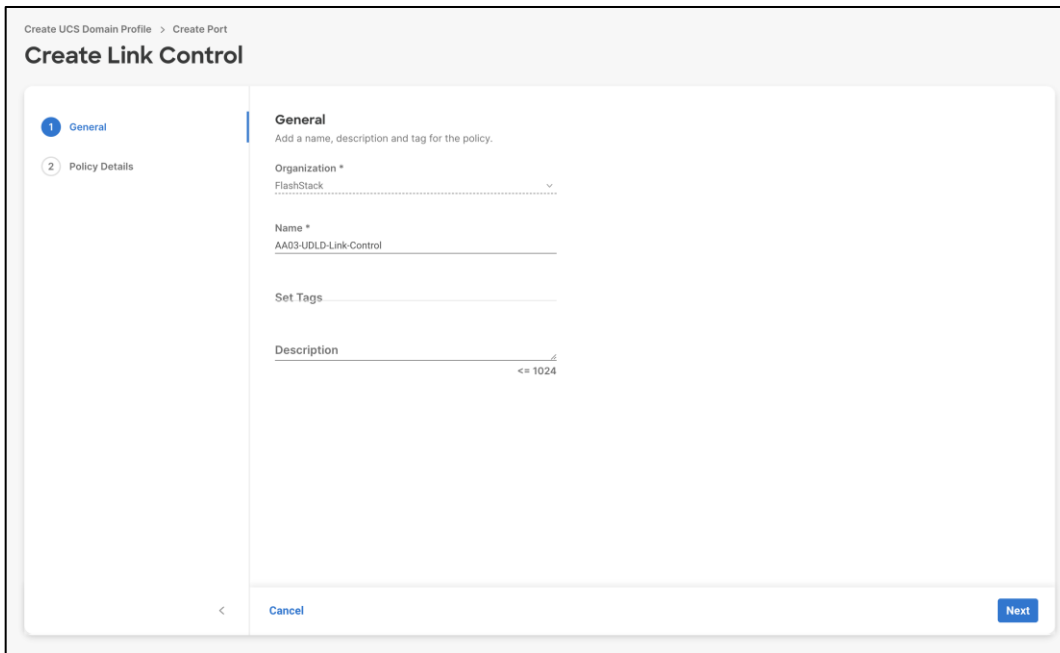 Create UCS Domain Profile > Create Port
Create Link Control
1 General
2 Policy Details
General
Add a name, description and tag for the policy.
Organization *
FlashStack
Name *
AA03-UDLD-Link-Control
Set Tags
Description
<= 1024
< Cancel Next